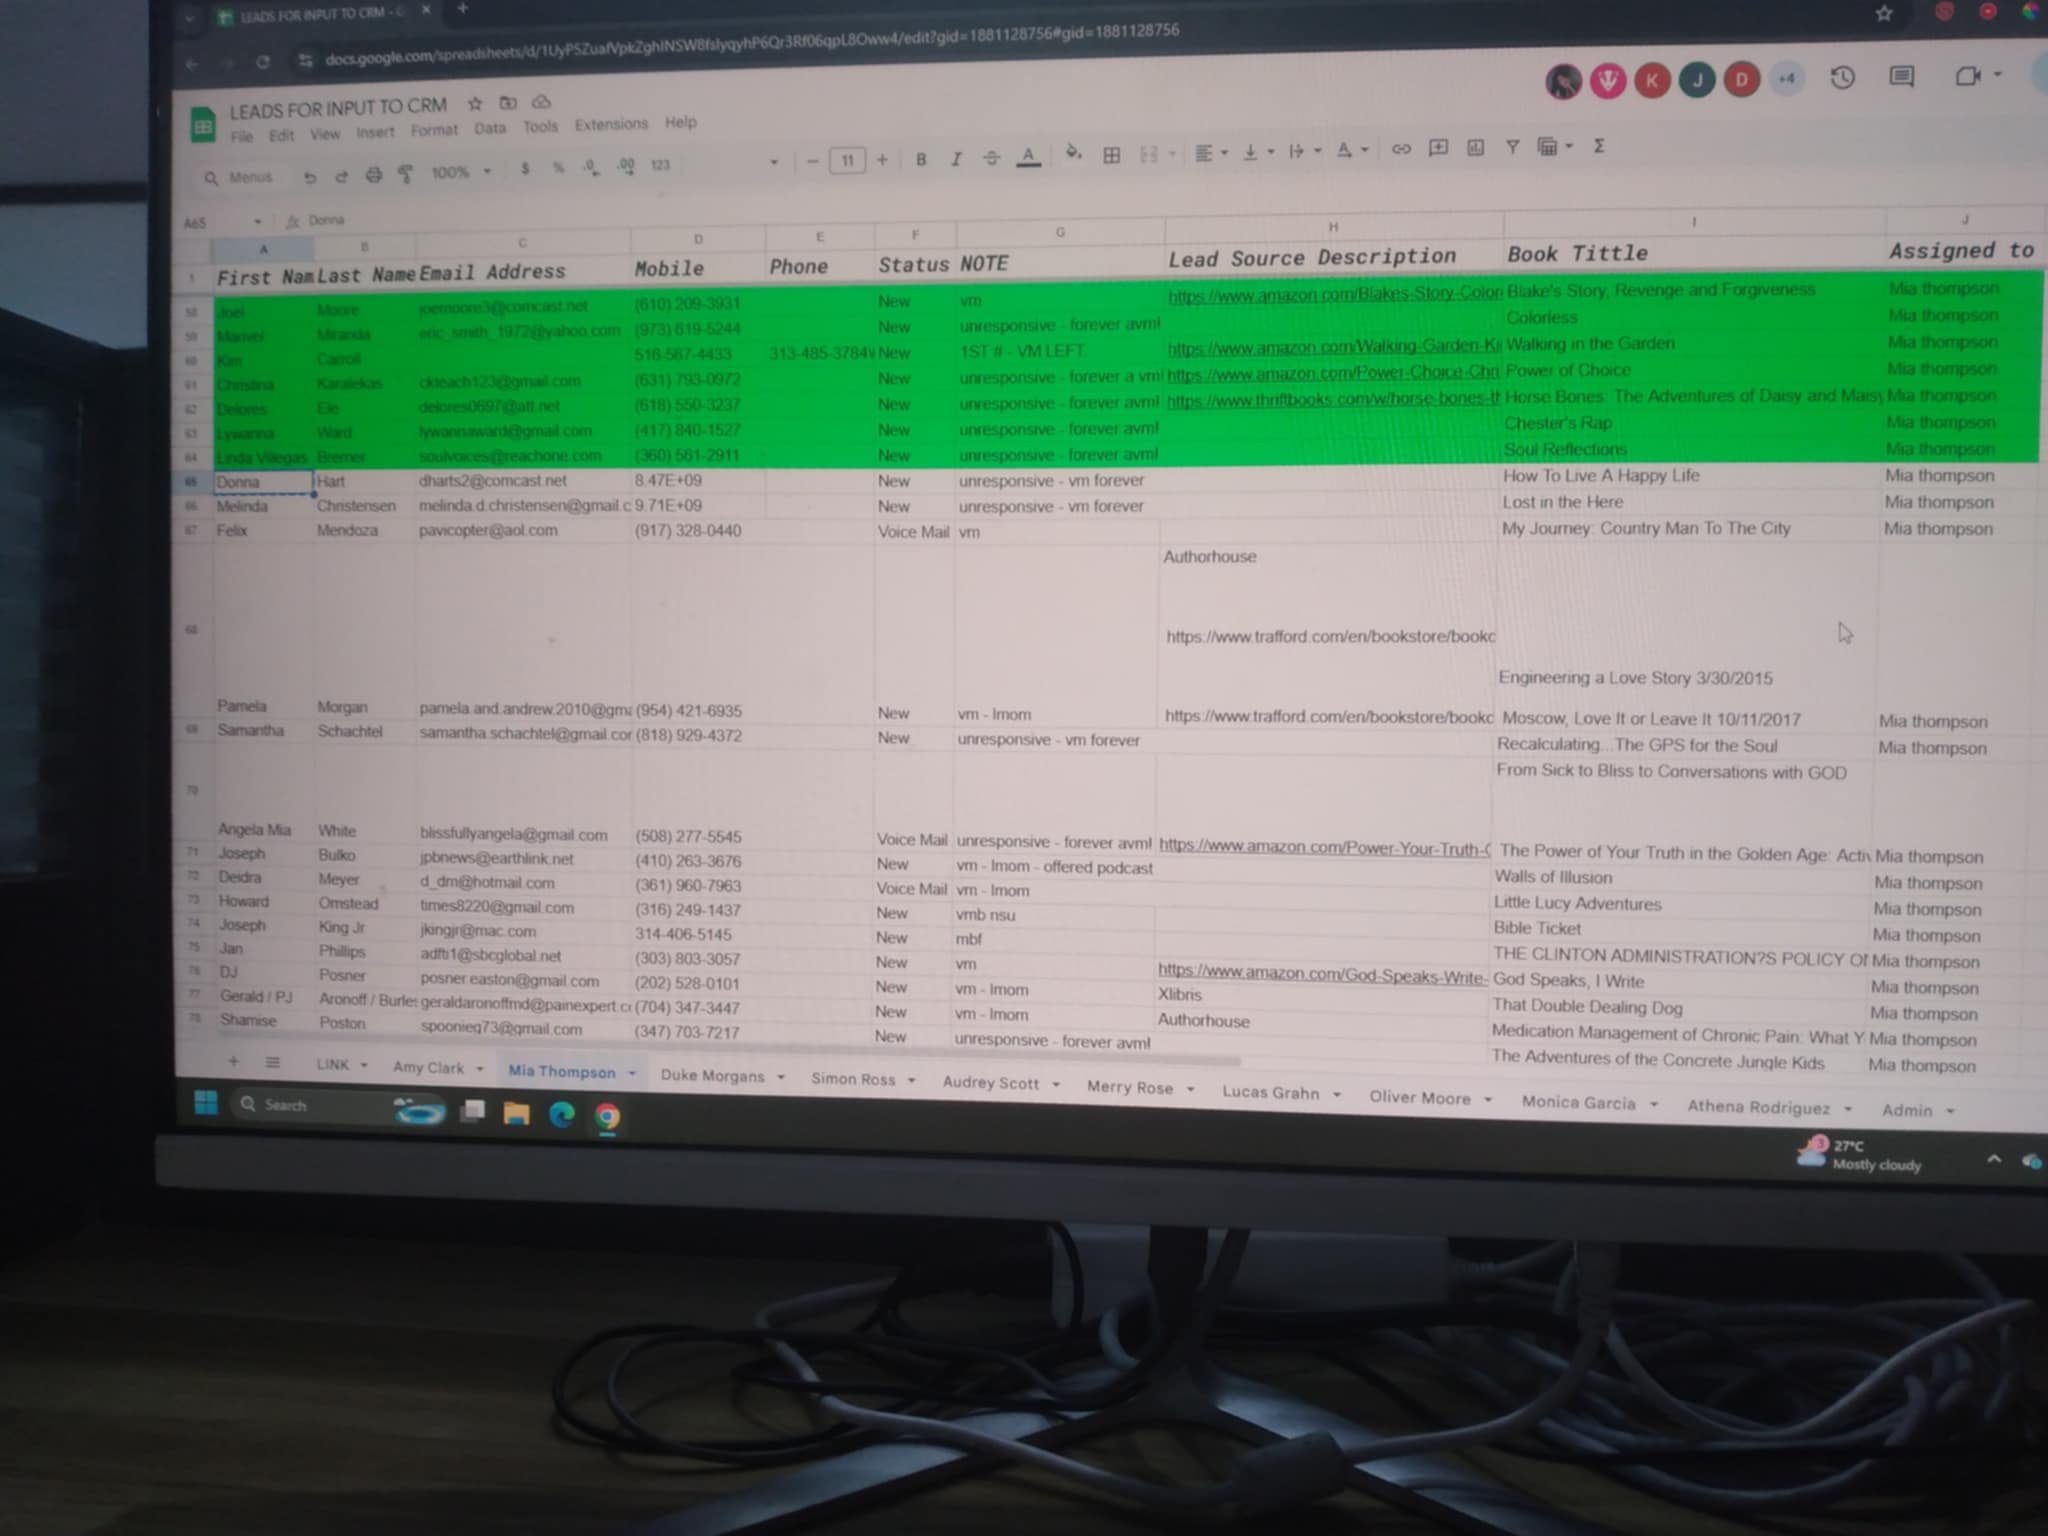 LEADS FOR INPUT TO CRM - G
docs.google.com/spreadsheets/d/1UyP5ZuafVpkZghINSW8fslyqyhP6Qr3Rf06qpL8Oww4/edit?gid=1881128756#gid=1881128756
LEADS FOR INPUT TO CRM
K J D +4
File Edit View Insert Format Data Tools Extensions Help
Menus 100% $ % .0 .00 123 11 B I A A Σ
A65 fx Donna
A B C D E F G H I J
1 First Nam Last Name Email Address Mobile Phone Status NOTE Lead Source Description Book Tittle Assigned to
58 Joel Moore joemoore3@comcast.net (610) 209-3931 New vm https://www.amazon.com/Blakes-Story-Color Blake's Story, Revenge and Forgiveness Mia thompson
59 Marivel Miranda eric_smith_1972@yahoo.com (973) 619-5244 New unresponsive - forever avml Colorless Mia thompson
60 Kim Carroll 516-567-4433 313-485-3784 New 1ST # - VM LEFT https://www.amazon.com/Walking-Garden-Ki Walking in the Garden Mia thompson
61 Christina Karalekas ckteach123@gmail.com (631) 793-0972 New unresponsive - forever a vml https://www.amazon.com/Power-Choice-Chri Power of Choice Mia thompson
62 Delores Ele delores0697@att.net (618) 550-3237 New unresponsive - forever avml https://www.thriftbooks.com/w/horse-bones-t Horse Bones: The Adventures of Daisy and Maisy Mia thompson
63 Lywanna Ward lywannaward@gmail.com (417) 840-1527 New unresponsive - forever avml Chester's Rap Mia thompson
64 Linda Villegas Bremer soulvoices@reachone.com (360) 561-2911 New unresponsive - forever avml Soul Reflections Mia thompson
65 Donna Hart dharts2@comcast.net 8.47E+09 New unresponsive - vm forever How To Live A Happy Life Mia thompson
66 Melinda Christensen melinda.d.christensen@gmail.c 9.71E+09 New unresponsive - vm forever Lost in the Here Mia thompson
67 Felix Mendoza pavicopter@aol.com (917) 328-0440 Voice Mail vm My Journey: Country Man To The City Mia thompson
Authorhouse
68 https://www.trafford.com/en/bookstore/bookd
Engineering a Love Story 3/30/2015
Pamela Morgan pamela.and.andrew.2010@gma (954) 421-6935 New vm - lmom https://www.trafford.com/en/bookstore/bookd Moscow, Love It or Leave It 10/11/2017 Mia thompson
69 Samantha Schachtel samantha.schachtel@gmail.cor (818) 929-4372 New unresponsive - vm forever Recalculating...The GPS for the Soul Mia thompson
From Sick to Bliss to Conversations with GOD
70
Angela Mia White blissfullyangela@gmail.com (508) 277-5545 Voice Mail unresponsive - forever avml https://www.amazon.com/Power-Your-Truth-G The Power of Your Truth in the Golden Age: Activ Mia thompson
71 Joseph Bulko jpbnews@earthlink.net (410) 263-3676 New vm - lmom - offered podcast Walls of Illusion Mia thompson
72 Deidra Meyer d_dm@hotmail.com (361) 960-7963 Voice Mail vm - lmom Little Lucy Adventures Mia thompson
73 Howard Omstead times8220@gmail.com (316) 249-1437 New vmb nsu Bible Ticket Mia thompson
74 Joseph King Jr jkingjr@mac.com 314-406-5145 New mbf THE CLINTON ADMINISTRATION?S POLICY OF Mia thompson
75 Jan Phillips adftr1@sbcglobal.net (303) 803-3057 New vm https://www.amazon.com/God-Speaks-Write- God Speaks, I Write Mia thompson
76 DJ Posner posner.easton@gmail.com (202) 528-0101 New vm - lmom Xlibris That Double Dealing Dog Mia thompson
77 Gerald / PJ Aronoff / Burles geraldaronoffmd@painexpert.c (704) 347-3447 New vm - lmom Authorhouse Medication Management of Chronic Pain: What Y Mia thompson
78 Shamise Poston spoonieg73@gmail.com (347) 703-7217 New unresponsive - forever avml The Adventures of the Concrete Jungle Kids Mia thompson
LINK Amy Clark Mia Thompson Duke Morgans Simon Ross Audrey Scott Merry Rose Lucas Grahn Oliver Moore Monica Garcia Athena Rodriguez Admin
Search
3 27°C
Mostly cloudy